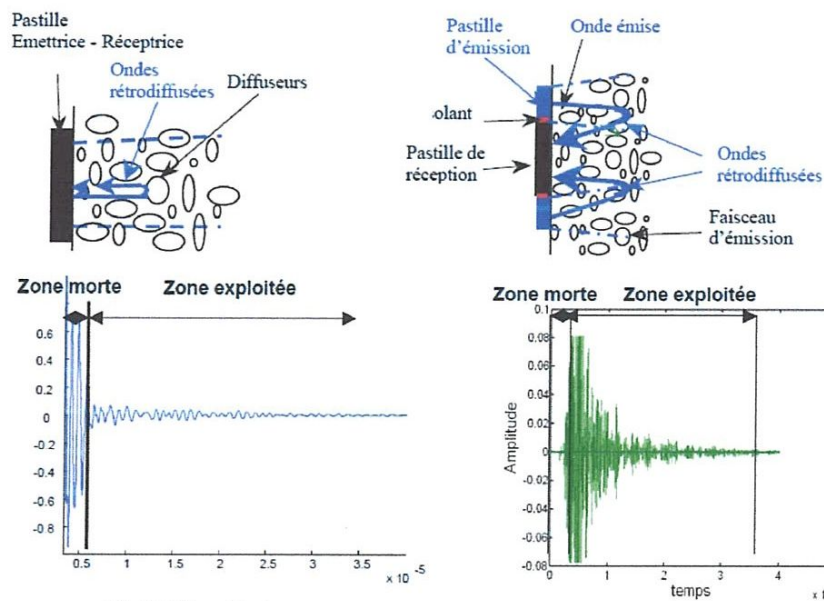 Pastille
Emettrice - Réceptrice
Ondes
rétrodiffusées
Diffuseurs
Pastille
d'émission
Onde émise
solant
Pastille de
réception
Ondes
rétrodiffusées
Faisceau
d'émission
Zone morte
Zone exploitée
0.6
0.4
0.2
0
-0.2
-0.4
-0.6
-0.8
0.5
1
1.5
2
2.5
3
3.5
4
x 10
-5
Zone morte
Zone exploitée
0.1
0.08
0.06
0.04
0.02
0
-0.02
-0.04
-0.06
-0.08
Amplitude
0
1
2
3
4
temps